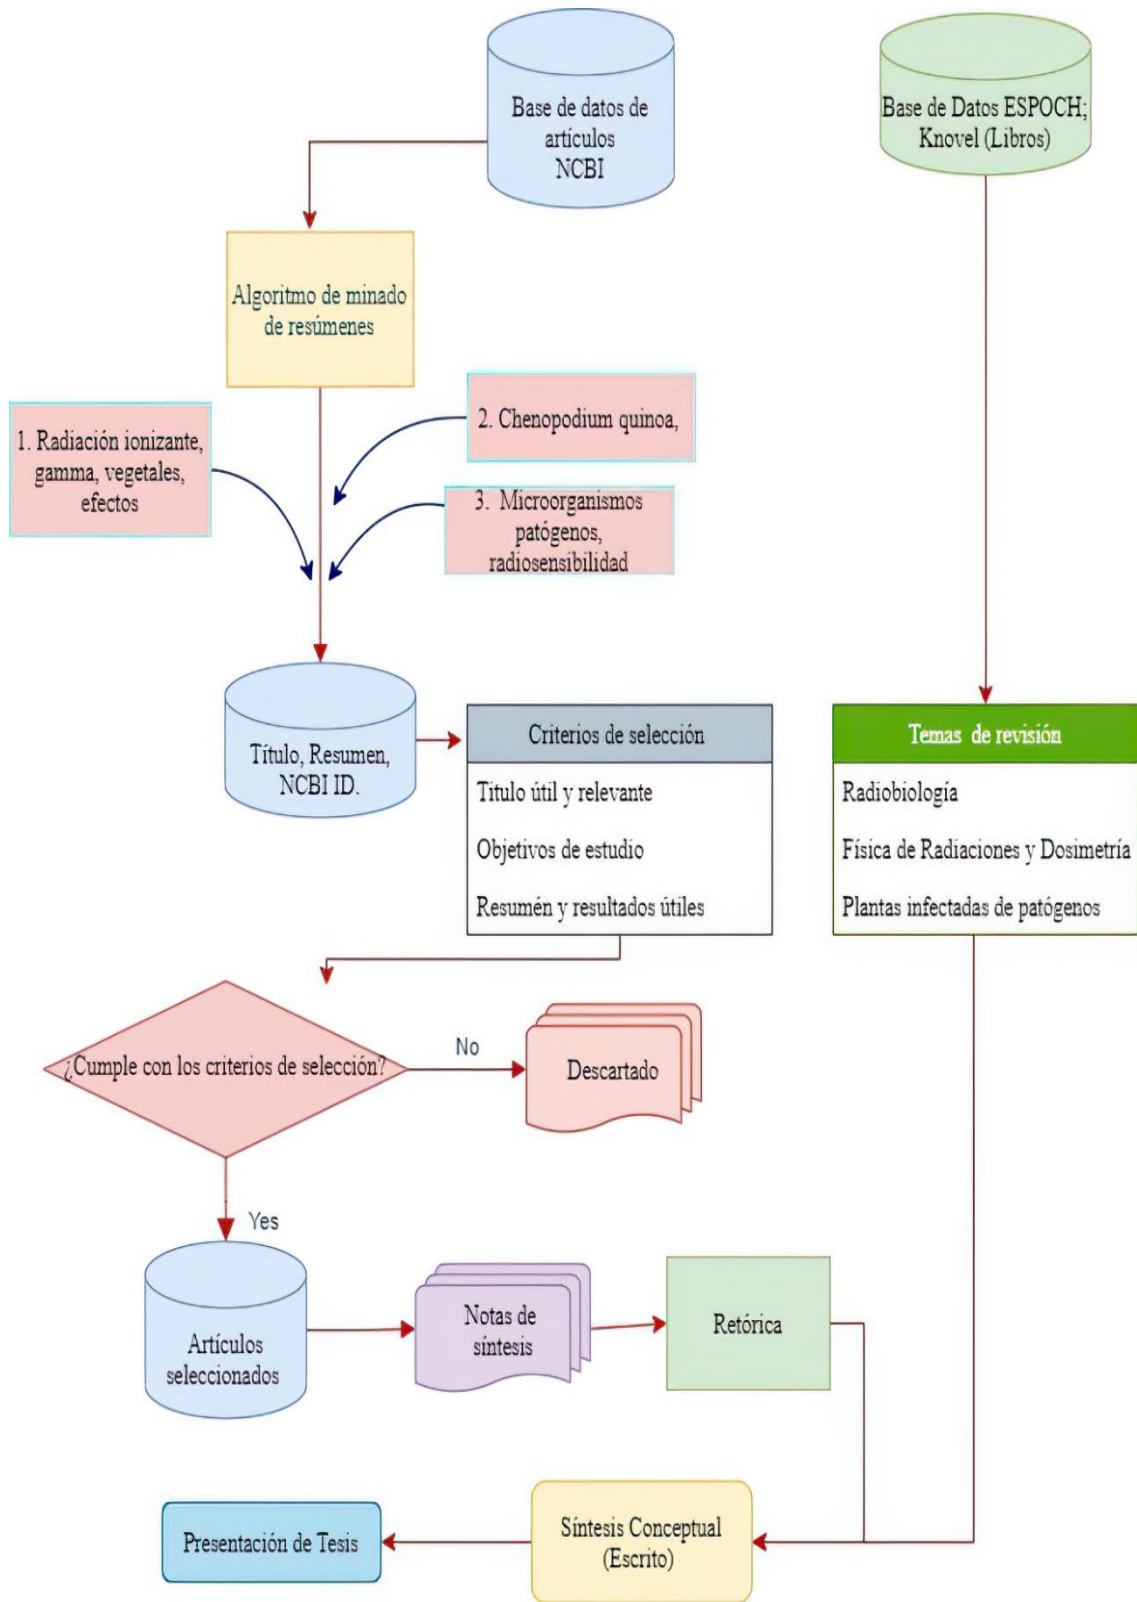 Base de datos de
artículos
NCBI
Base de Datos ESPOCH;
Knovel (Libros)
Algoritmo de minado
de resúmenes
1. Radiación ionizante,
gamma, vegetales,
efectos
2. Chenopodium quinoa,
3. Microorganismos
patógenos,
radiosensibilidad
Título, Resumen,
NCBI ID.
Criterios de selección
Titulo útil y relevante
Objetivos de estudio
Resumén y resultados útiles
Temas de revisión
Radiobiología
Física de Radiaciones y Dosimetría
Plantas infectadas de patógenos
¿Cumple con los criterios de selección?
No
Descartado
Yes
Artículos
seleccionados
Notas de
síntesis
Retórica
Síntesis Conceptual
(Escrito)
Presentación de Tesis